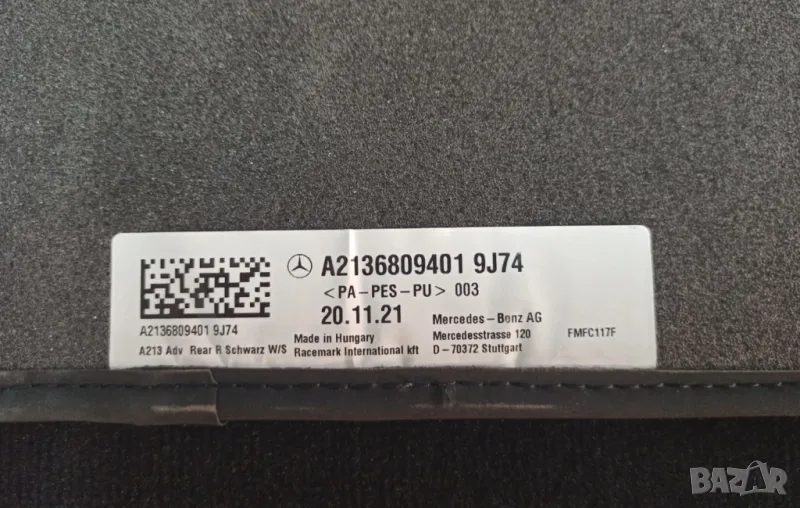 A2136809401 9J74
<PA-PES-PU> 003
20.11.21
Mercedes-Benz AG
A2136809401 9J74
Made in Hungary
Mercedesstrasse 120
FMFC117F
A213 Adv Rear R Schwarz W/S
Racemark International kft
D-70372 Stuttgart
BAZAR